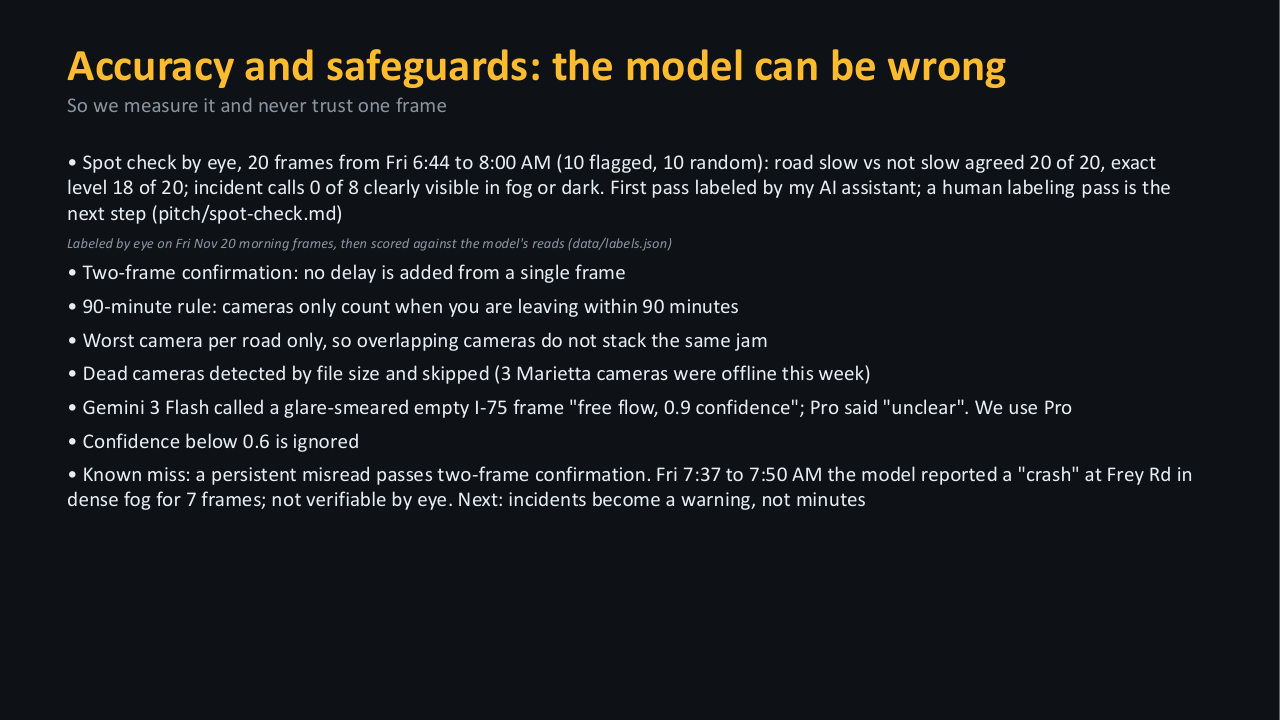 Accuracy and safeguards: the model can be wrong
So we measure it and never trust one frame
• Spot check by eye, 20 frames from Fri 6:44 to 8:00 AM (10 flagged, 10 random): road slow vs not slow agreed 20 of 20, exact
level 18 of 20; incident calls 0 of 8 clearly visible in fog or dark. First pass labeled by my AI assistant; a human labeling pass is the
next step (pitch/spot-check.md)
Labeled by eye on Fri Nov 20 morning frames, then scored against the model's reads (data/labels.json)
• Two-frame confirmation: no delay is added from a single frame
• 90-minute rule: cameras only count when you are leaving within 90 minutes
• Worst camera per road only, so overlapping cameras do not stack the same jam
• Dead cameras detected by file size and skipped (3 Marietta cameras were offline this week)
• Gemini 3 Flash called a glare-smeared empty I-75 frame "free flow, 0.9 confidence"; Pro said "unclear". We use Pro
• Confidence below 0.6 is ignored
• Known miss: a persistent misread passes two-frame confirmation. Fri 7:37 to 7:50 AM the model reported a "crash" at Frey Rd in
dense fog for 7 frames; not verifiable by eye. Next: incidents become a warning, not minutes